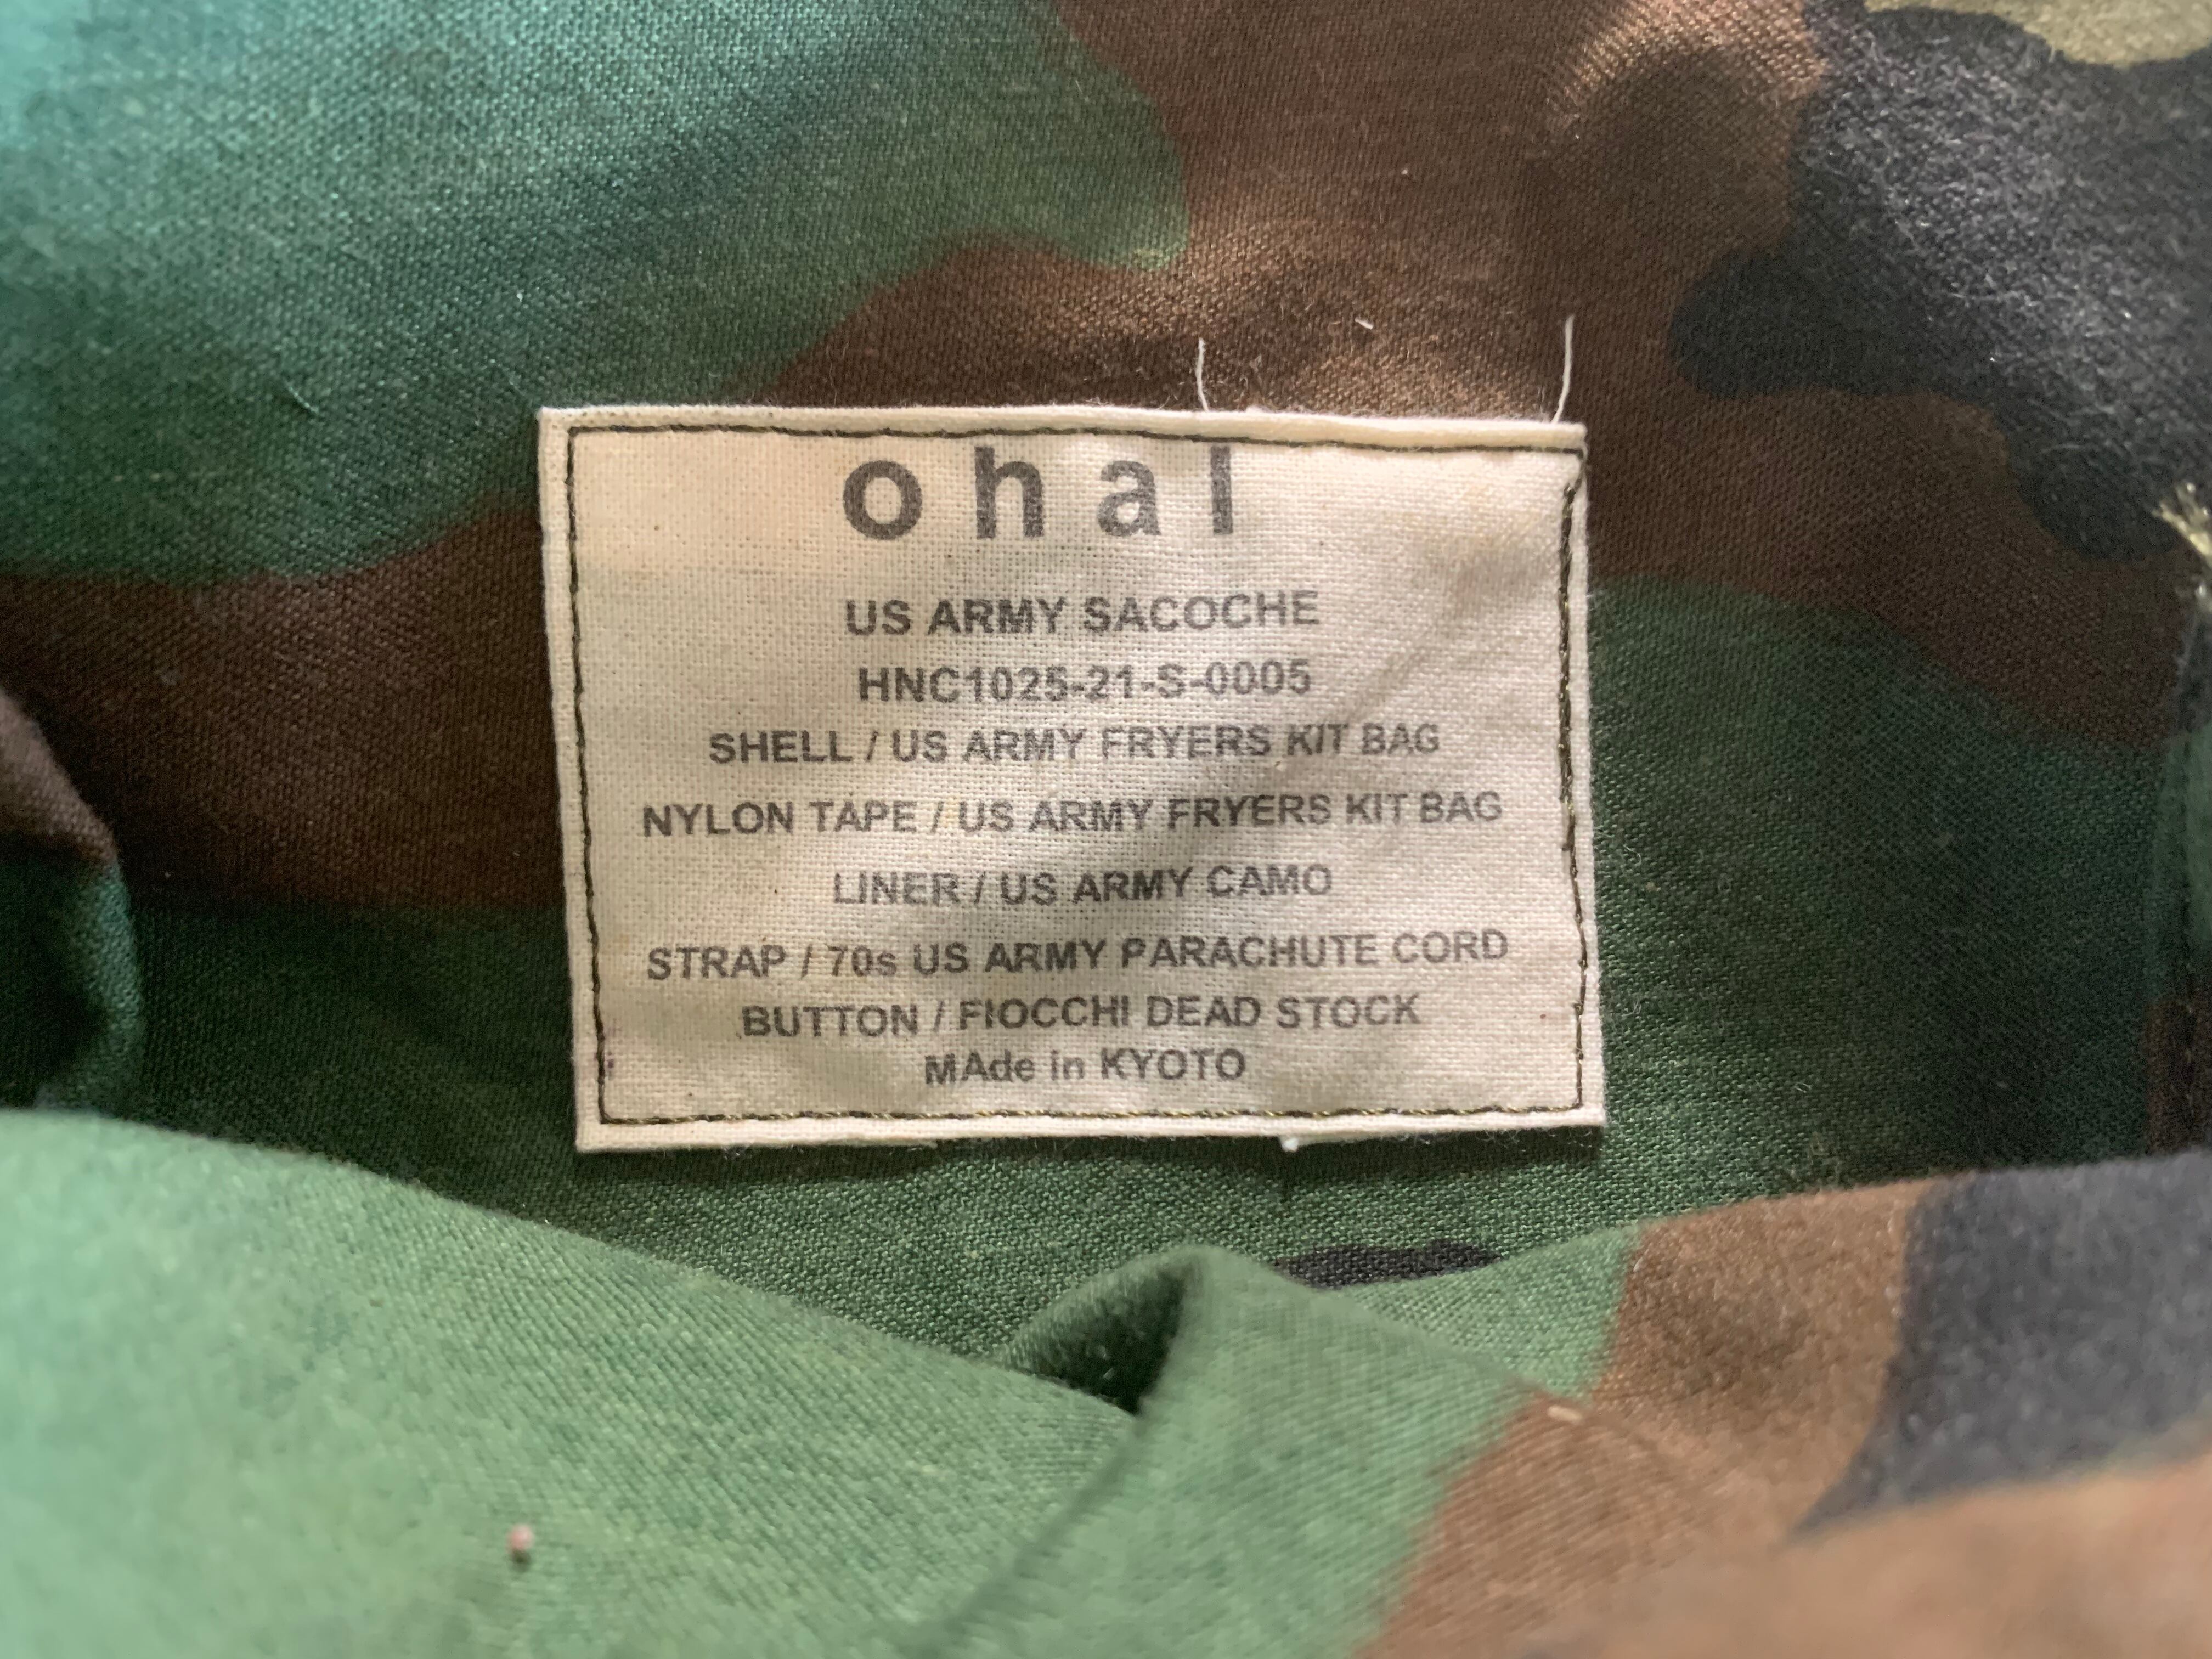 ohal
US ARMY SACOCHE
HNC1025-21-S-0005
SHELL / US ARMY FRYERS KIT BAG
NYLON TAPE / US ARMY FRYERS KIT BAG
LINER / US ARMY CAMO
STRAP / 70s US ARMY PARACHUTE CORD
BUTTON / FIOCCHI DEAD STOCK
MAde in KYOTO